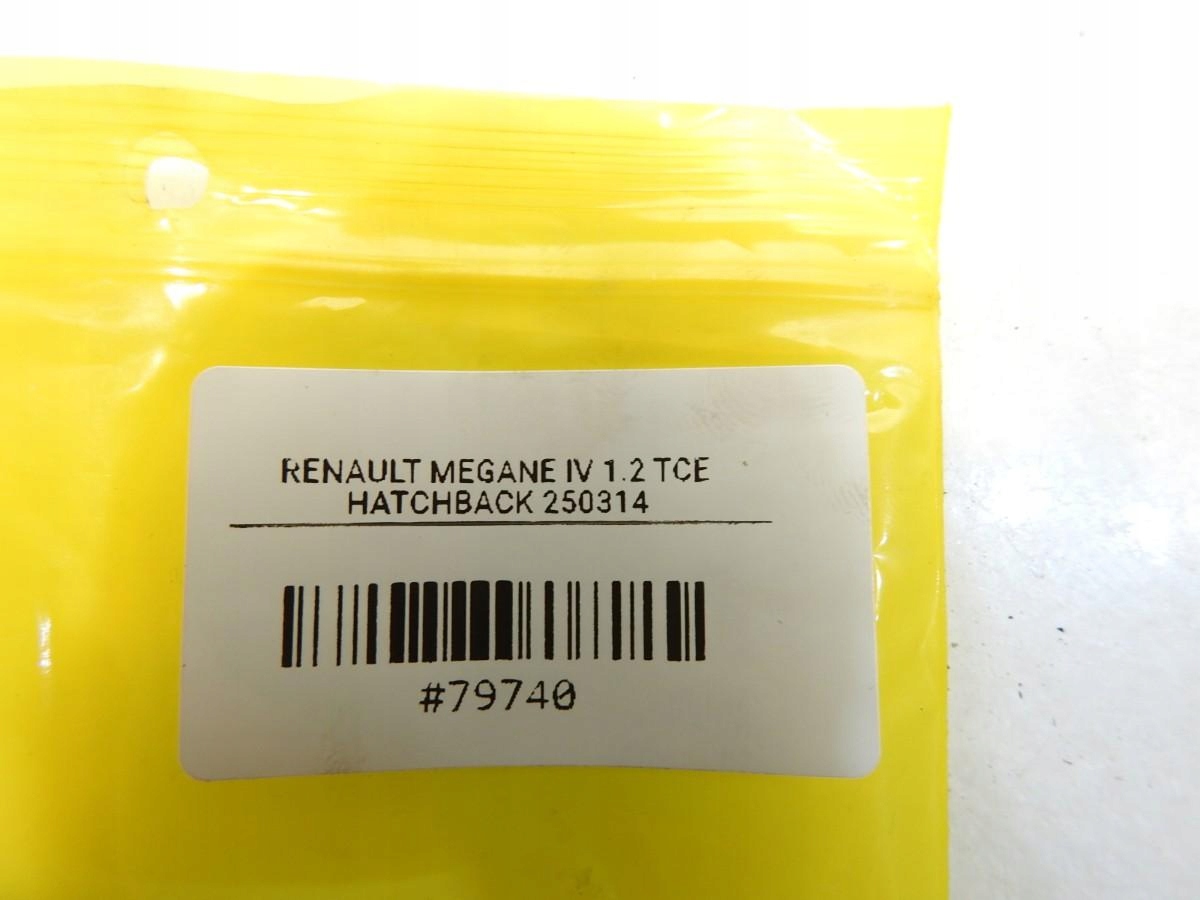 RENAULT MEGANE IV 1.2 TCE
HATCHBACK 250314
#79740